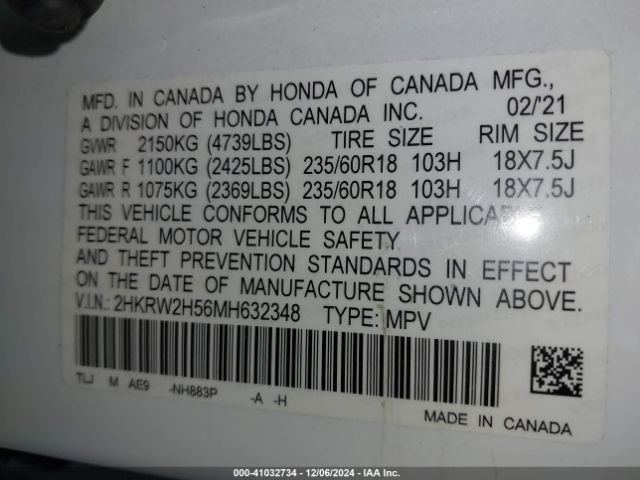 MFD. IN CANADA BY HONDA OF CANADA MFG.,
A DIVISION OF HONDA CANADA INC. 02/'21
GVWR 2150KG (4739LBS) TIRE SIZE RIM SIZE
GAWR F 1100KG (2425LBS) 235/60R18 103H 18X7.5J
GAWR R 1075KG (2369LBS) 235/60R18 103H 18X7.5J
THIS VEHICLE CONFORMS TO ALL APPLICABLE
FEDERAL MOTOR VEHICLE SAFETY
AND THEFT PREVENTION STANDARDS IN EFFECT
ON THE DATE OF MANUFACTURE SHOWN ABOVE.
V.I.N.: 2HKRW2H56MH632348 TYPE: MPV
TLJ M AE9 -NH883P -A -H
MADE IN CANADA
000-41032734 - 12/06/2024 - IAA Inc.